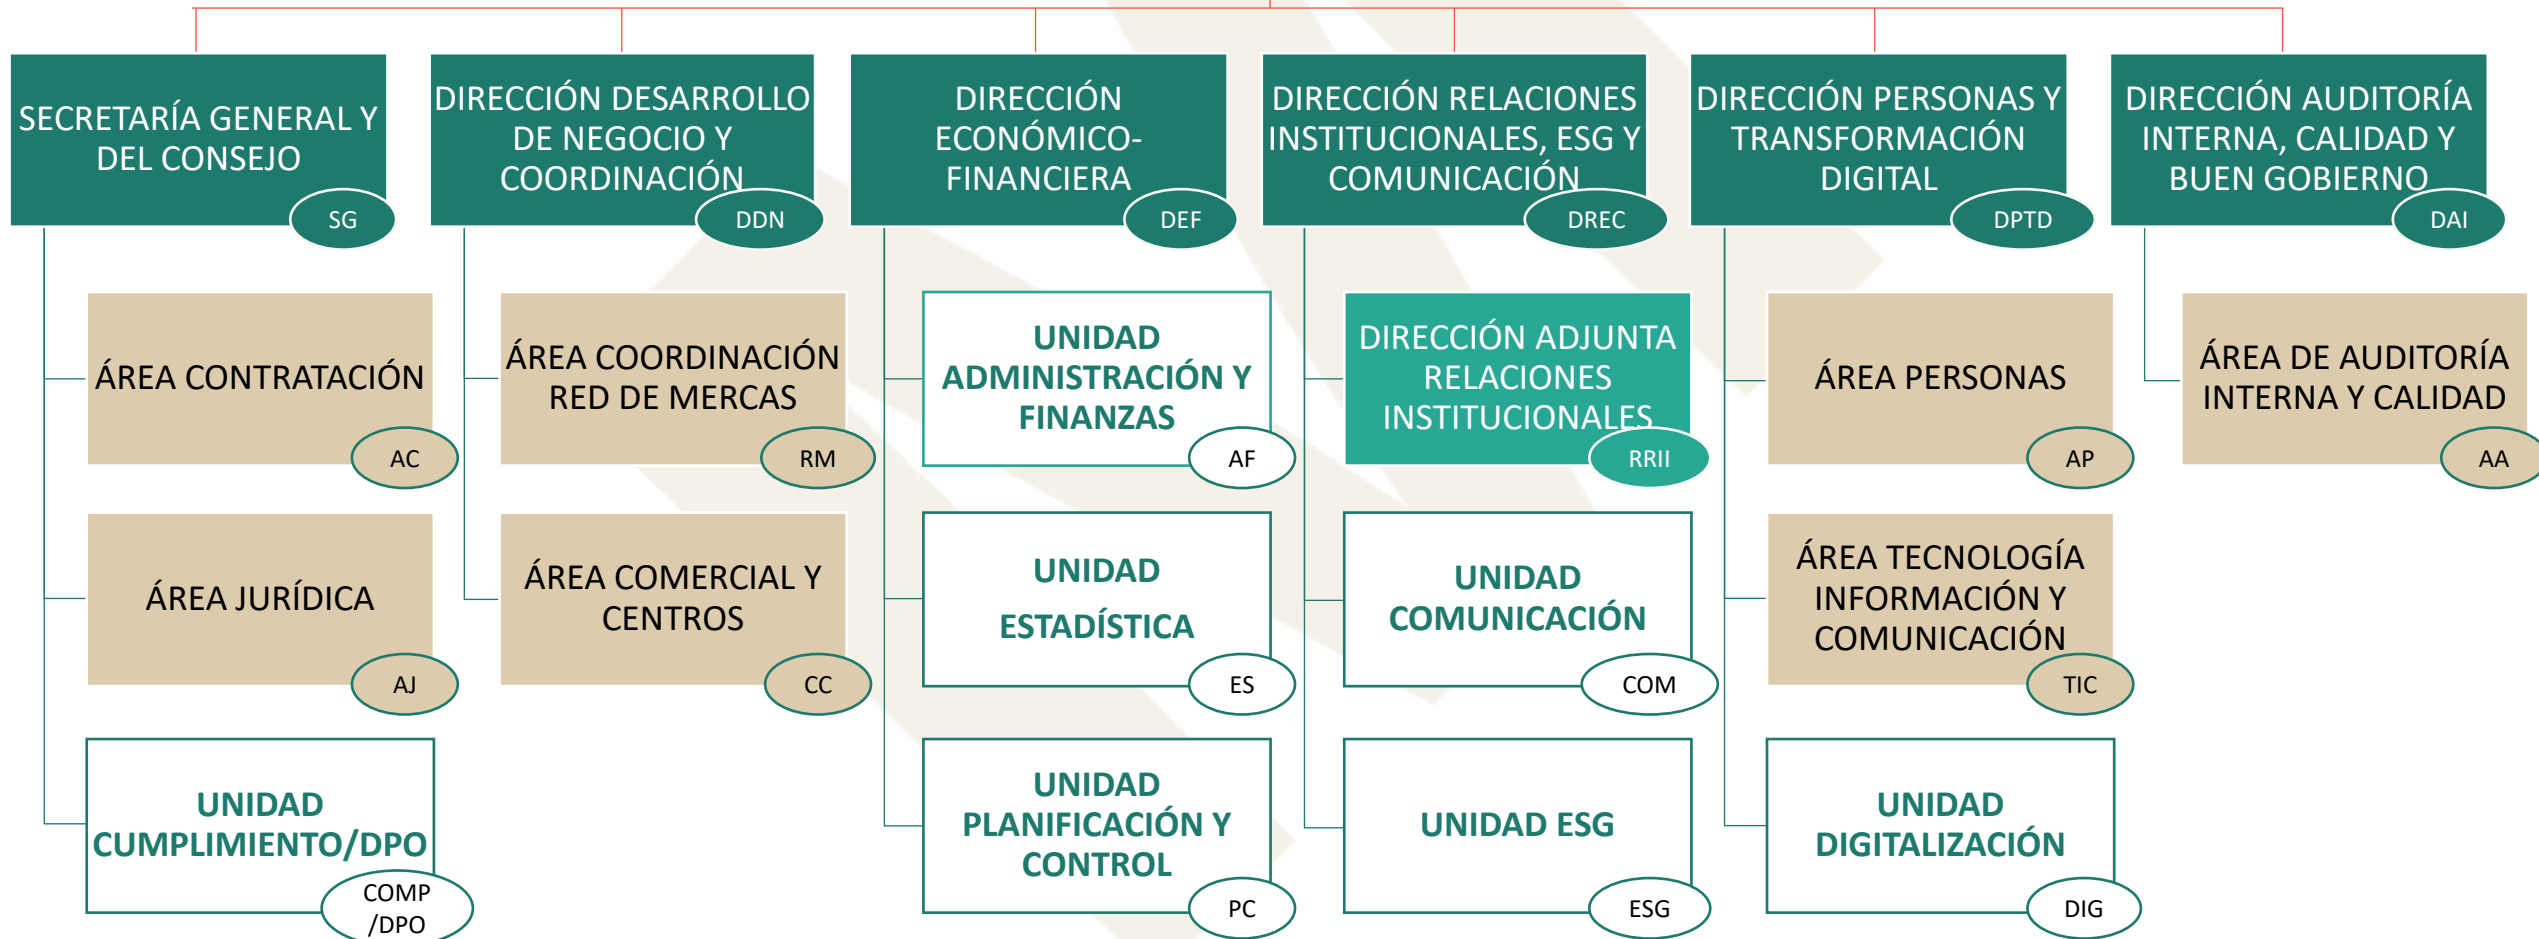 SECRETARÍA GENERAL Y
DEL CONSEJO
SG
DIRECCIÓN DESARROLLO
DE NEGOCIO Y
COORDINACIÓN
DDN
DIRECCIÓN
ECONÓMICO-
FINANCIERA
DEF
DIRECCIÓN RELACIONES
INSTITUCIONALES, ESG Y
COMUNICACIÓN
DREC
DIRECCIÓN PERSONAS Y
TRANSFORMACIÓN
DIGITAL
DPTD
DIRECCIÓN AUDITORÍA
INTERNA, CALIDAD Y
BUEN GOBIERNO
DAI
ÁREA CONTRATACIÓN
AC
ÁREA COORDINACIÓN
RED DE MERCAS
RM
UNIDAD
ADMINISTRACIÓN Y
FINANZAS
AF
DIRECCIÓN ADJUNTA
RELACIONES
INSTITUCIONALES
RRII
ÁREA PERSONAS
AP
ÁREA DE AUDITORÍA
INTERNA Y CALIDAD
AA
ÁREA JURÍDICA
AJ
ÁREA COMERCIAL Y
CENTROS
CC
UNIDAD
ESTADÍSTICA
ES
UNIDAD
COMUNICACIÓN
COM
ÁREA TECNOLOGÍA
INFORMACIÓN Y
COMUNICACIÓN
TIC
UNIDAD
CUMPLIMIENTO/DPO
COMP
/DPO
UNIDAD
PLANIFICACIÓN Y
CONTROL
PC
UNIDAD ESG
ESG
UNIDAD
DIGITALIZACIÓN
DIG